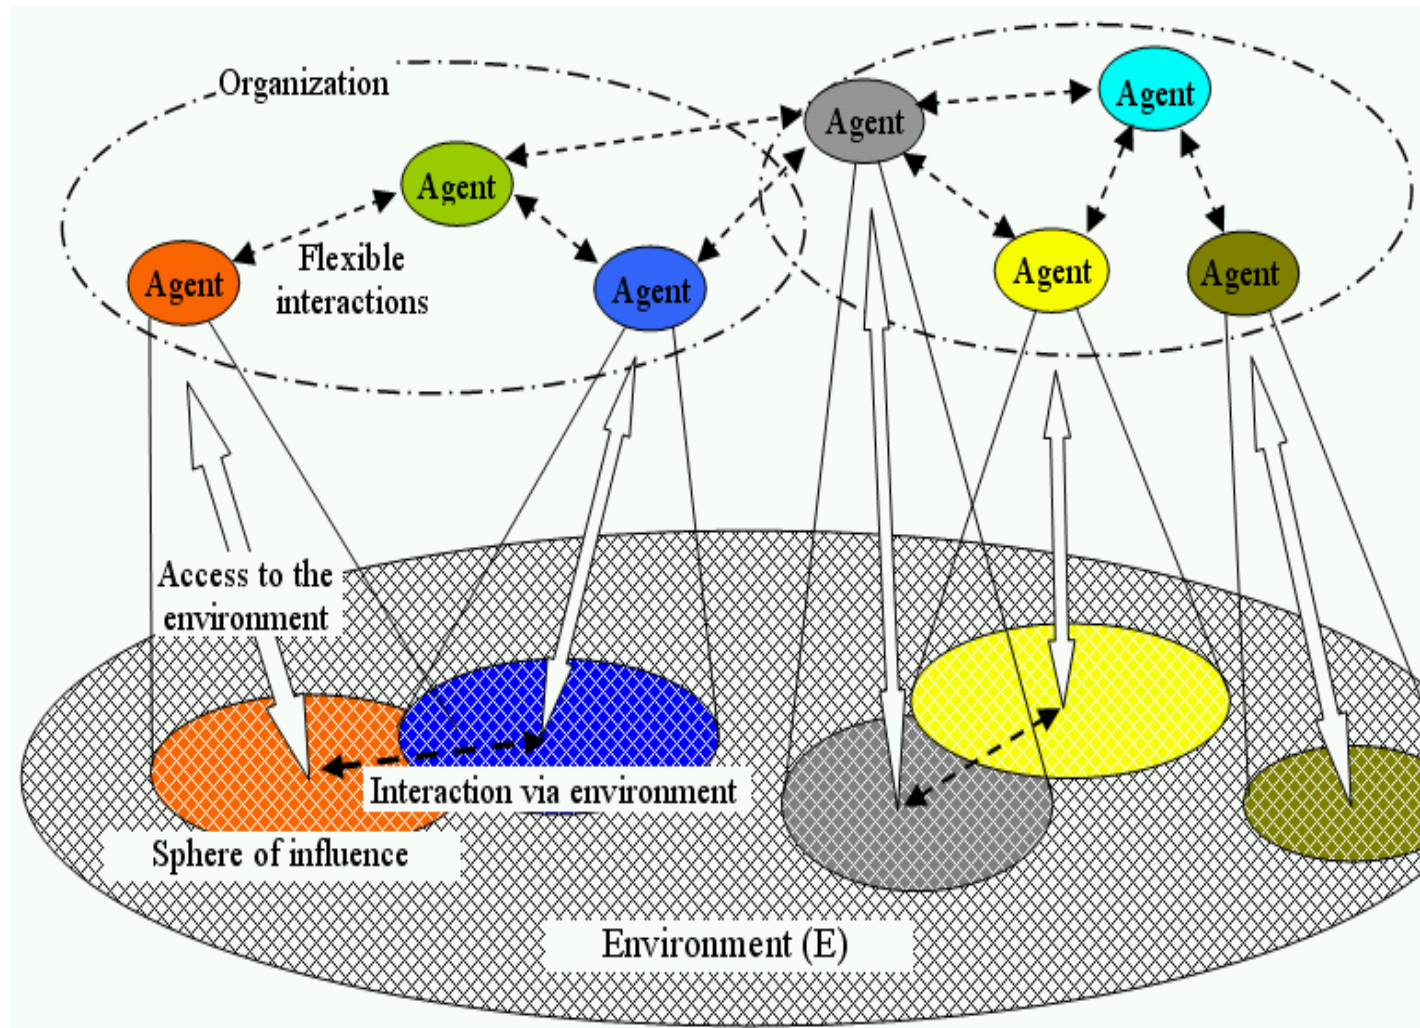 Organization
Agent
Agent
Agent
Flexible
interactions
Agent
Agent
Agent
Agent
Access to the
environment
Interaction via environment
Sphere of influence
Environment (E)